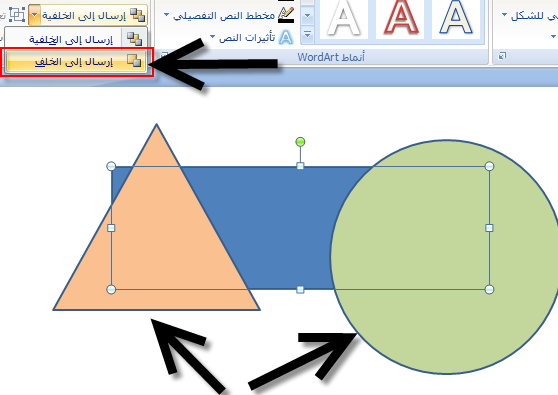 ي للشكل
مخطط النص التفصيلي
إرسال إلى الخلفية
تأثيرات النص
إرسال إلى الخلفية
أنماط WordArt
إرسال إلى الخلف